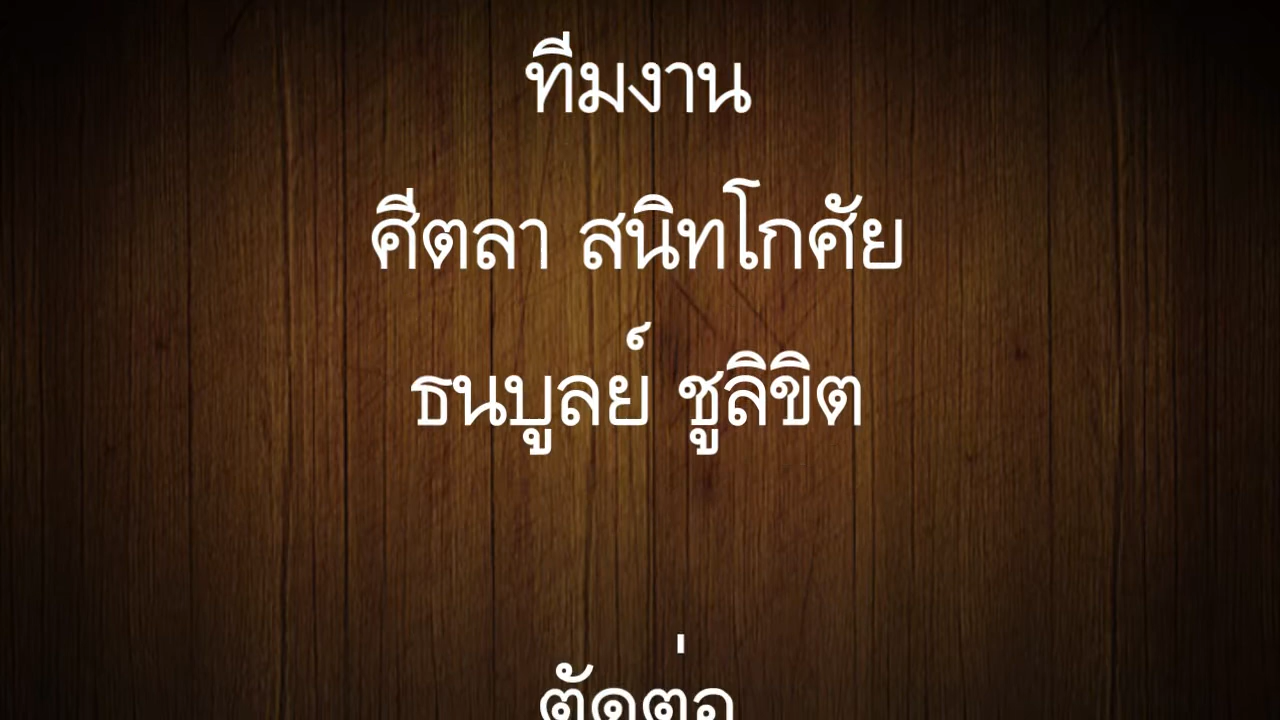 ทีมงาน
ศีตลา สนิทโกศัย
ธนบูลย์ ชูลิขิต
ตัดต่อ